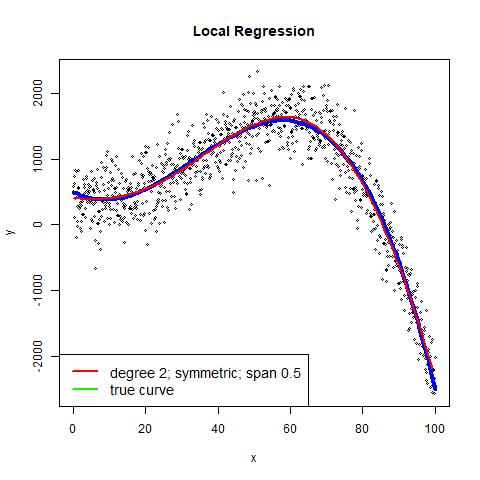 Local Regression
y
2000
1000
0
-1000
-2000
degree 2; symmetric; span 0.5
true curve
0 20 40 60 80 100
x